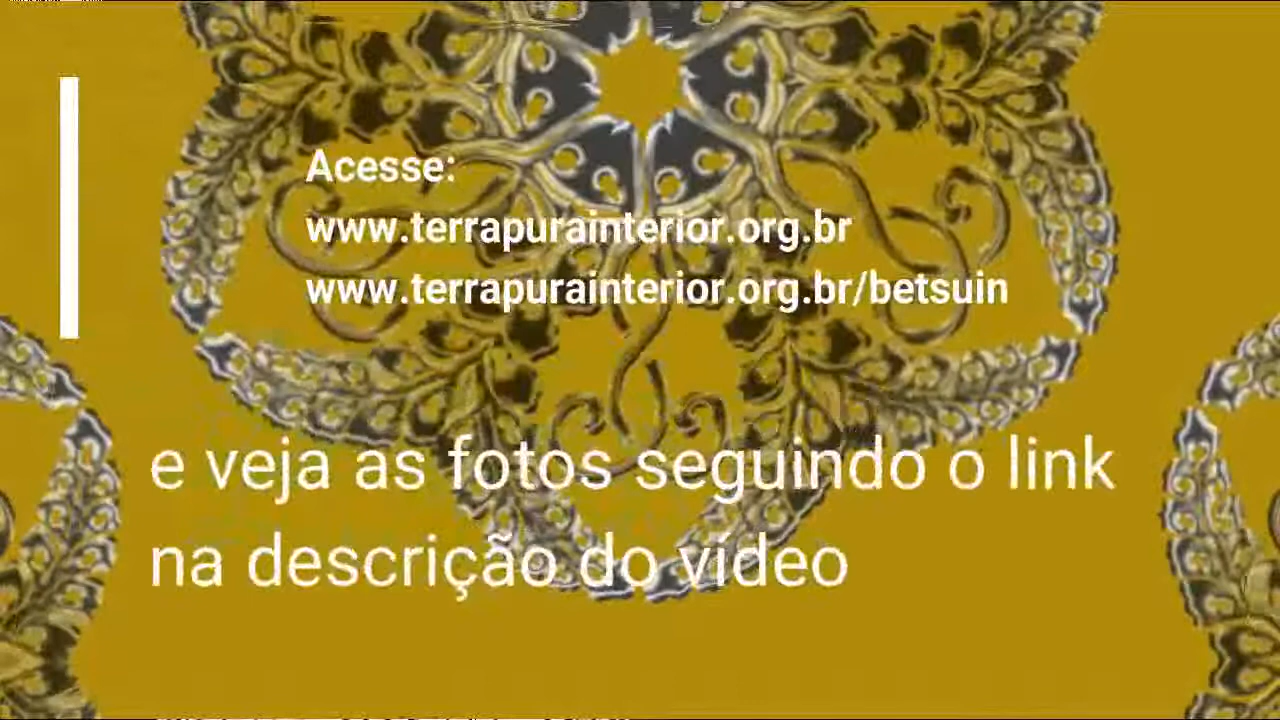 Acesse:
www.terrapurainterior.org.br
www.terrapurainterior.org.br/betsuin
e veja as fotos seguindo o link
na descrição do vídeo